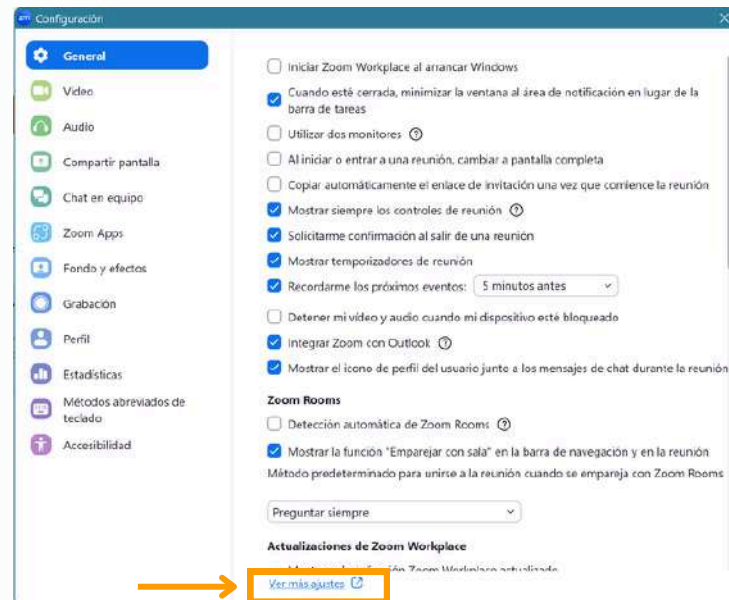 zm Configuración
General
Video
Audio
Compartir pantalla
Chat en equipo
Zoom Apps
Fondo y efectos
Grabación
Perfil
Estadísticas
Métodos abreviados de
teclado
Accesibilidad
Iniciar Zoom Workplace al arrancar Windows
Cuando esté cerrada, minimizar la ventana al área de notificación en lugar de la
barra de tareas
Utilizar dos monitores
Al iniciar o entrar a una reunión, cambiar a pantalla completa
Copiar automáticamente el enlace de invitación una vez que comience la reunión
Mostrar siempre los controles de reunión
Solicitarme confirmación al salir de una reunión
Mostrar temporizadores de reunión
Recordarme los próximos eventos: 5 minutos antes
Detener mi vídeo y audio cuando mi dispositivo esté bloqueado
Integrar Zoom con Outlook
Mostrar el icono de perfil del usuario junto a los mensajes de chat durante la reunión
Zoom Rooms
Detección automática de Zoom Rooms
Mostrar la función "Emparejar con sala" en la barra de navegación y en la reunión
Método predeterminado para unirse a la reunión cuando se empareja con Zoom Rooms
Preguntar siempre
Actualizaciones de Zoom Workplace
Zoom Workplace actualizado
Ver más ajustes